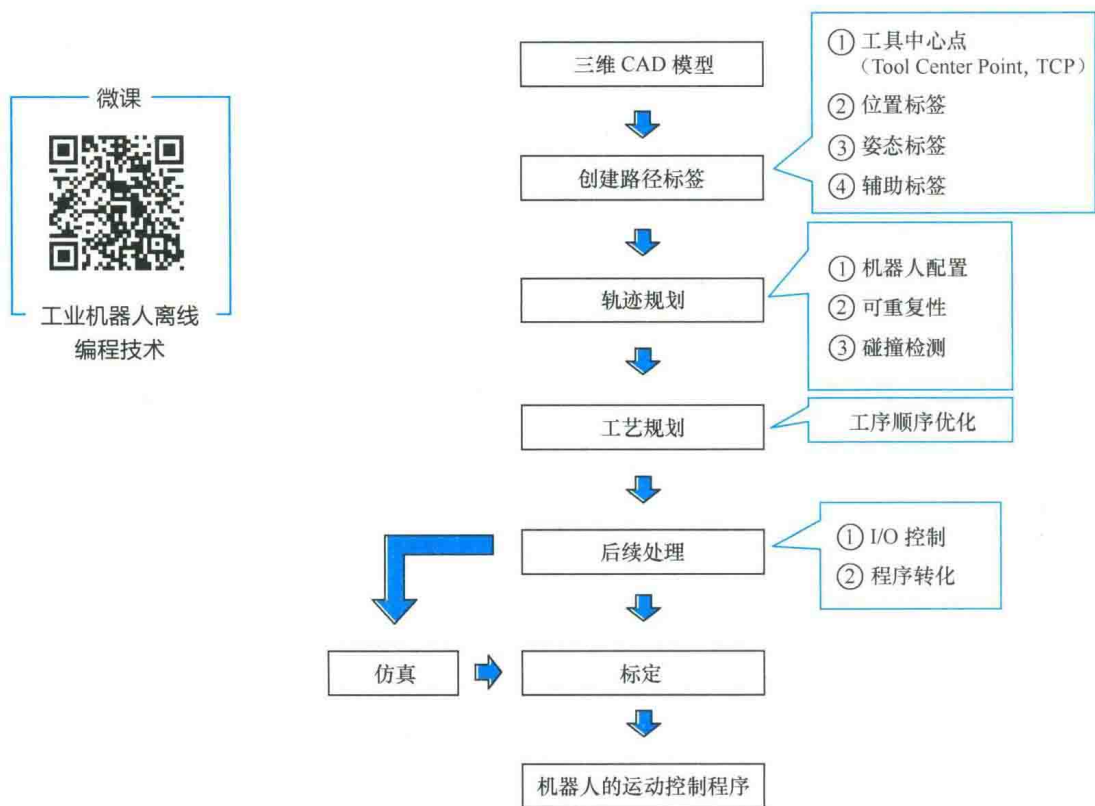 微课
工业机器人离线
编程技术
三维 CAD 模型
创建路径标签
① 工具中心点
（Tool Center Point, TCP）
② 位置标签
③ 姿态标签
④ 辅助标签
轨迹规划
① 机器人配置
② 可重复性
③ 碰撞检测
工艺规划
工序顺序优化
后续处理
① I/O 控制
② 程序转化
仿真
标定
机器人的运动控制程序